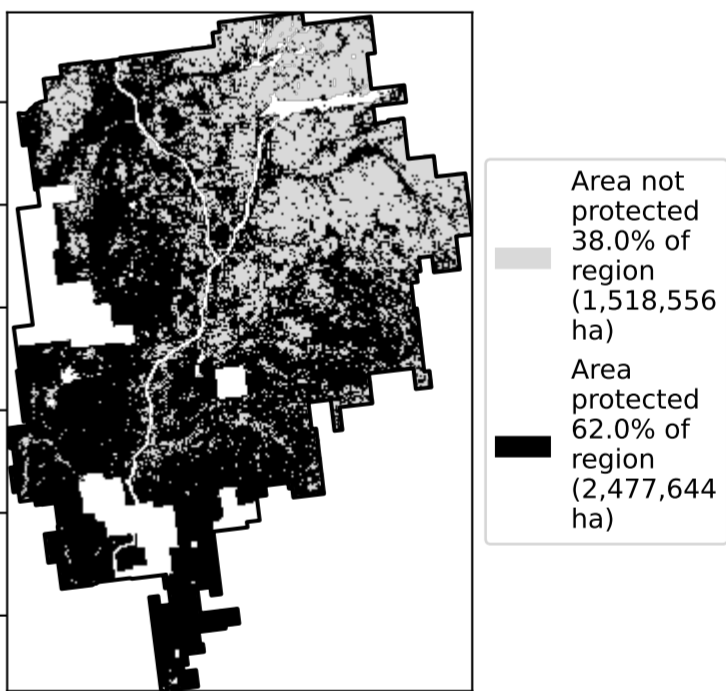 Area not
protected
38.0% of
region
(1,518,556
ha)
Area
protected
62.0% of
region
(2,477,644
ha)